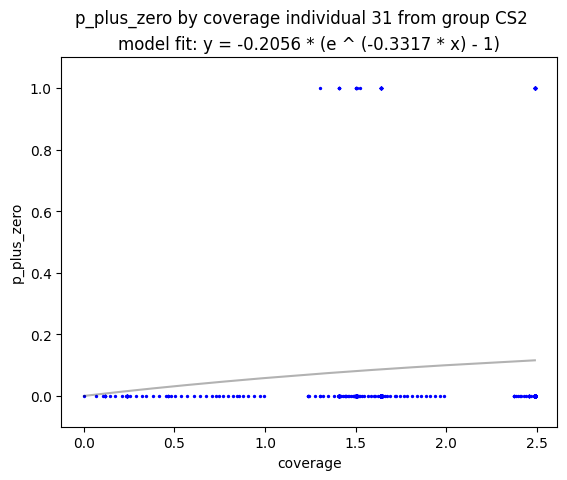 p_plus_zero by coverage individual 31 from group CS2
model fit: y = -0.2056 * (e ^ (-0.3317 * x) - 1)
1.0
0.8
0.6
0.4
0.2
0.0
p_plus_zero
0.0 0.5 1.0 1.5 2.0 2.5
coverage